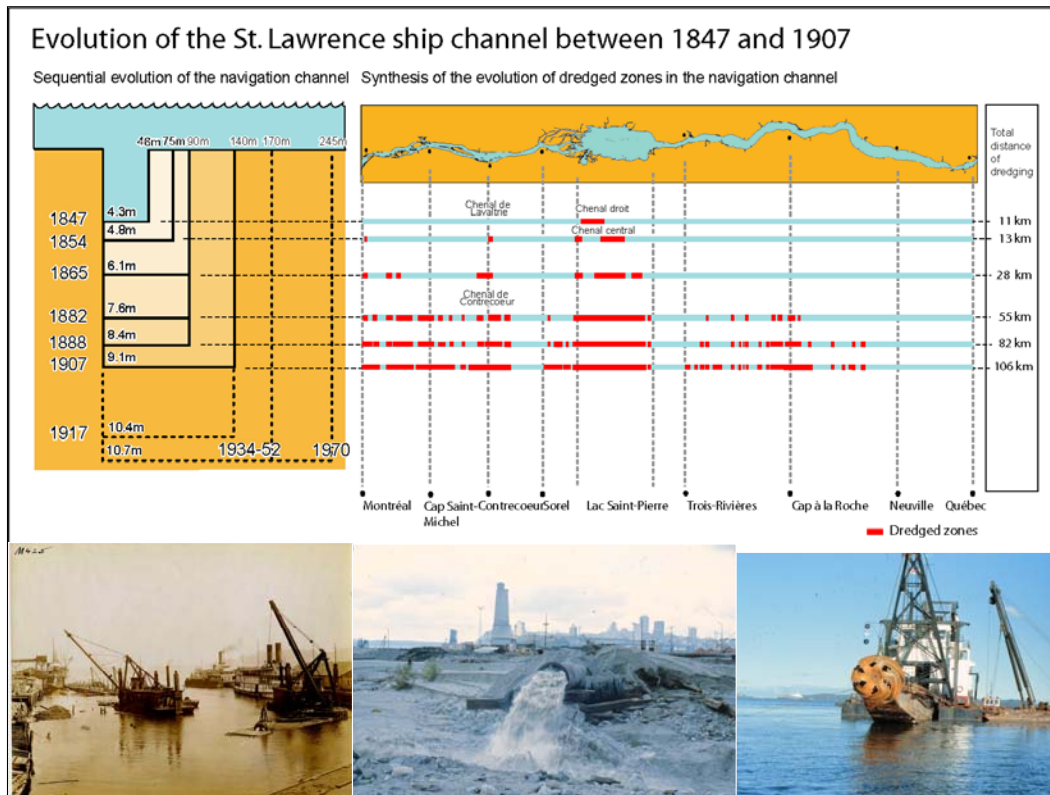 Evolution of the St. Lawrence ship channel between 1847 and 1907
Sequential evolution of the navigation channel
Synthesis of the evolution of dredged zones in the navigation channel
46m 75m 90m 140m 170m 245m
1847
4.3m
1854
4.8m
1865
6.1m
1882
7.6m
1888
8.4m
1907
9.1m
1917
10.4m
10.7m
1934-52
1970
Total
distance
of
dredging
Chenal de
Lavaltrie
Chenal droit
11 km
Chenal central
13 km
28 km
Chenal de
Contrecoeur
55 km
82 km
106 km
Montréal
Cap Saint-
Michel
Contrecoeur
Sorel
Lac Saint-Pierre
Trois-Rivières
Cap à la Roche
Neuville
Québec
Dredged zones
M425